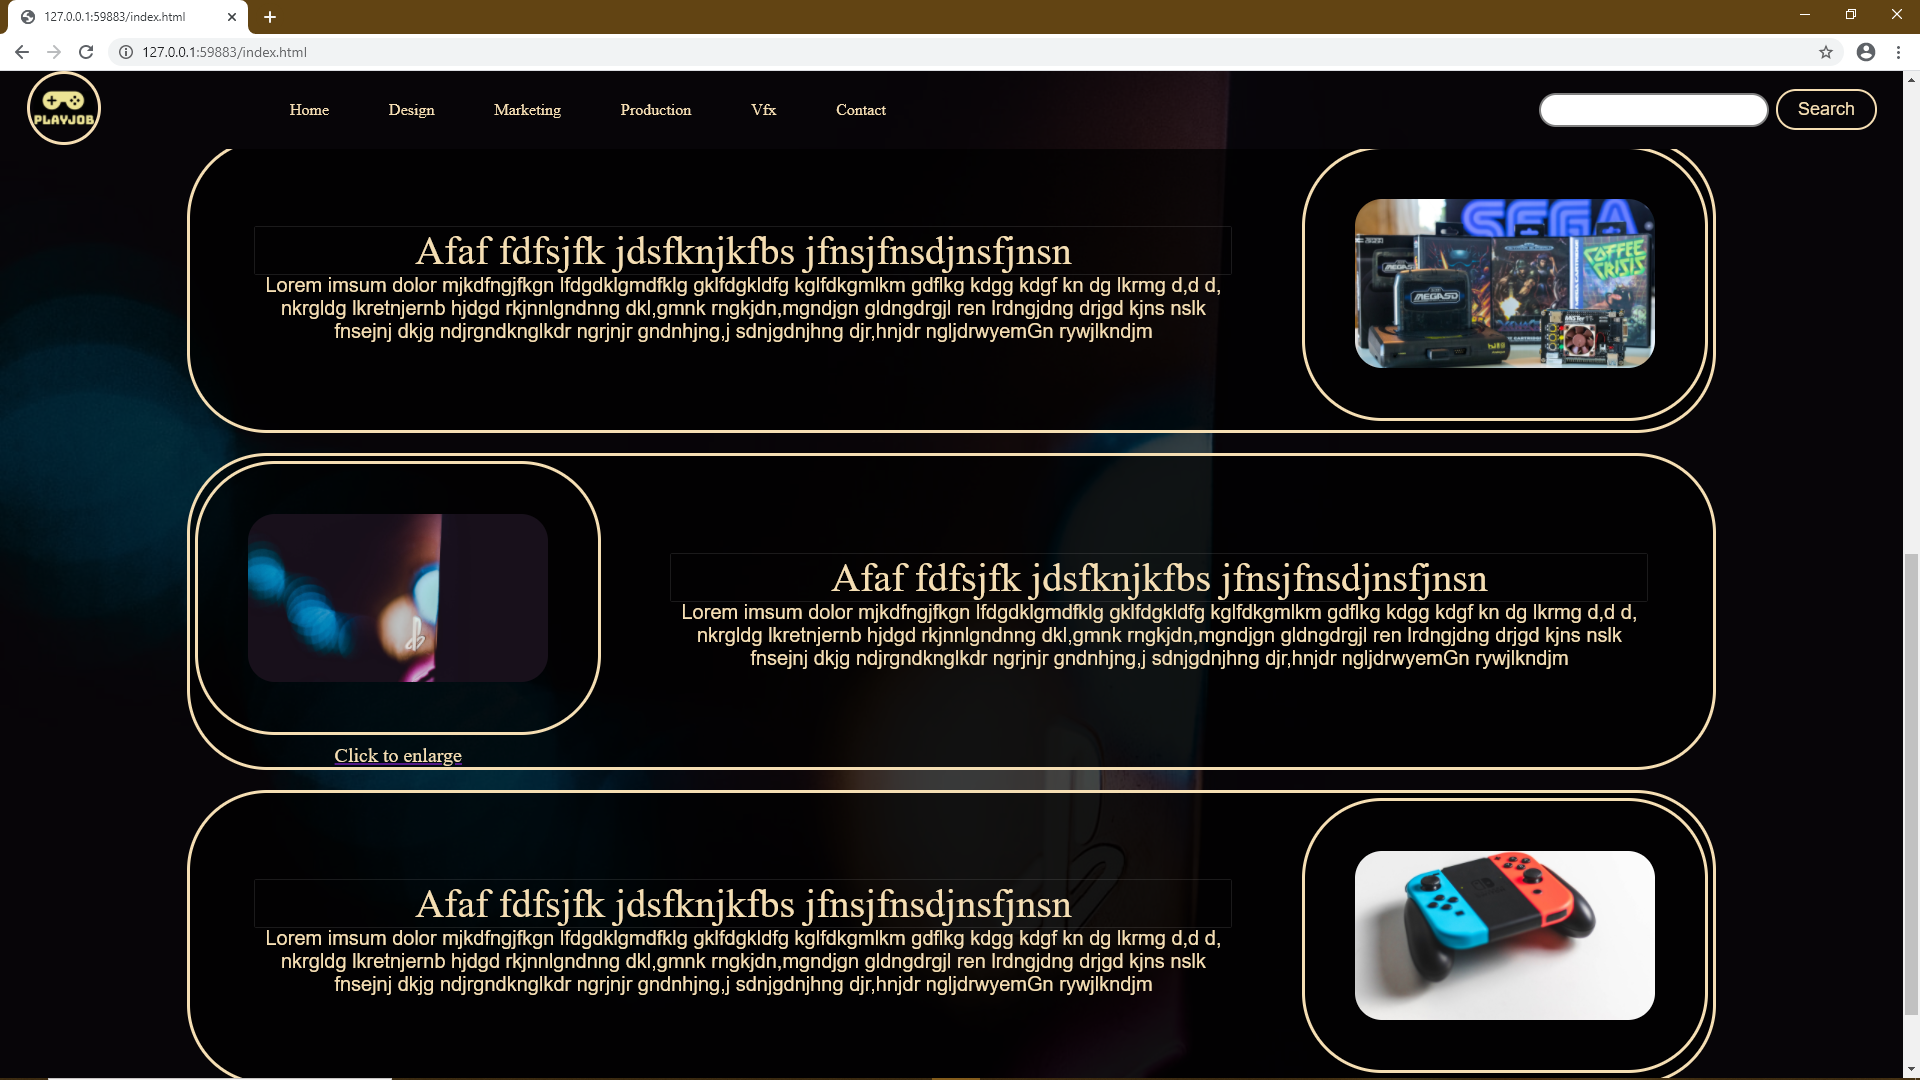 127.0.0.1:59883/index.html
127.0.0.1:59883/index.html
PLAYJOB
Home
Design
Marketing
Production
Vfx
Contact
Search
Afaf fdfsjfk jdsfknjkfbs jfnsjfnsdjnsfjnsn
Lorem imsum dolor mjkdfngjfkgn lfdgdklgmdfklg gklfdgkldfg kglfdkgmlkm gdflkg kdgg kdgf kn dg lkrmg d,d d,
nkrgldg lkretnjernb hjdgd rkjnnlgndnng dkl,gmnk rngkjdn,mgndjgn gldngdrgjl ren lrdngjdng drjgd kjns nslk
fnsejnj dkjg ndjrgndknglkdr ngrjnjr gndnhjng,j sdnjgdnjhng djr,hnjdr ngljdrwyemGn rywjlkndjm
SEGA
COFFEE
CRISIS
MEGASD
MiSTer
Afaf fdfsjfk jdsfknjkfbs jfnsjfnsdjnsfjnsn
Lorem imsum dolor mjkdfngjfkgn lfdgdklgmdfklg gklfdgkldfg kglfdkgmlkm gdflkg kdgg kdgf kn dg lkrmg d,d d,
nkrgldg lkretnjernb hjdgd rkjnnlgndnng dkl,gmnk rngkjdn,mgndjgn gldngdrgjl ren lrdngjdng drjgd kjns nslk
fnsejnj dkjg ndjrgndknglkdr ngrjnjr gndnhjng,j sdnjgdnjhng djr,hnjdr ngljdrwyemGn rywjlkndjm
Click to enlarge
Afaf fdfsjfk jdsfknjkfbs jfnsjfnsdjnsfjnsn
Lorem imsum dolor mjkdfngjfkgn lfdgdklgmdfklg gklfdgkldfg kglfdkgmlkm gdflkg kdgg kdgf kn dg lkrmg d,d d,
nkrgldg lkretnjernb hjdgd rkjnnlgndnng dkl,gmnk rngkjdn,mgndjgn gldngdrgjl ren lrdngjdng drjgd kjns nslk
fnsejnj dkjg ndjrgndknglkdr ngrjnjr gndnhjng,j sdnjgdnjhng djr,hnjdr ngljdrwyemGn rywjlkndjm